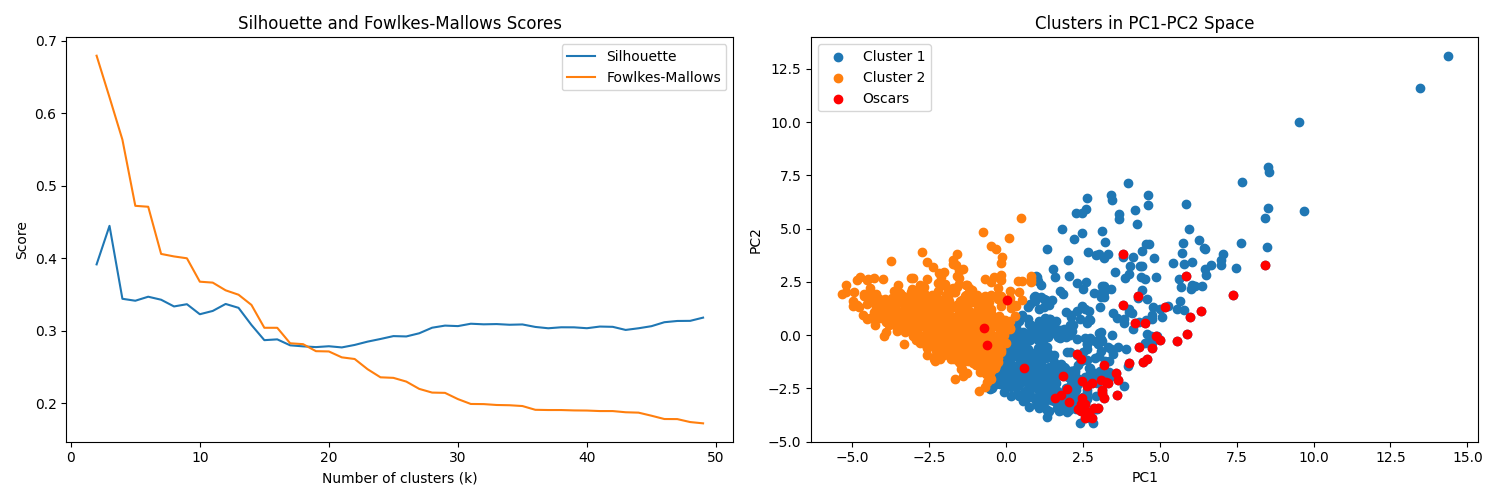 Silhouette and Fowlkes-Mallows Scores
0.7
0.6
0.5
0.4
0.3
0.2
Score
Silhouette
Fowlkes-Mallows
0 10 20 30 40 50
Number of clusters (k)
Clusters in PC1-PC2 Space
12.5
10.0
7.5
5.0
2.5
0.0
−2.5
−5.0
PC2
Cluster 1
Cluster 2
Oscars
−5.0 −2.5 0.0 2.5 5.0 7.5 10.0 12.5 15.0
PC1